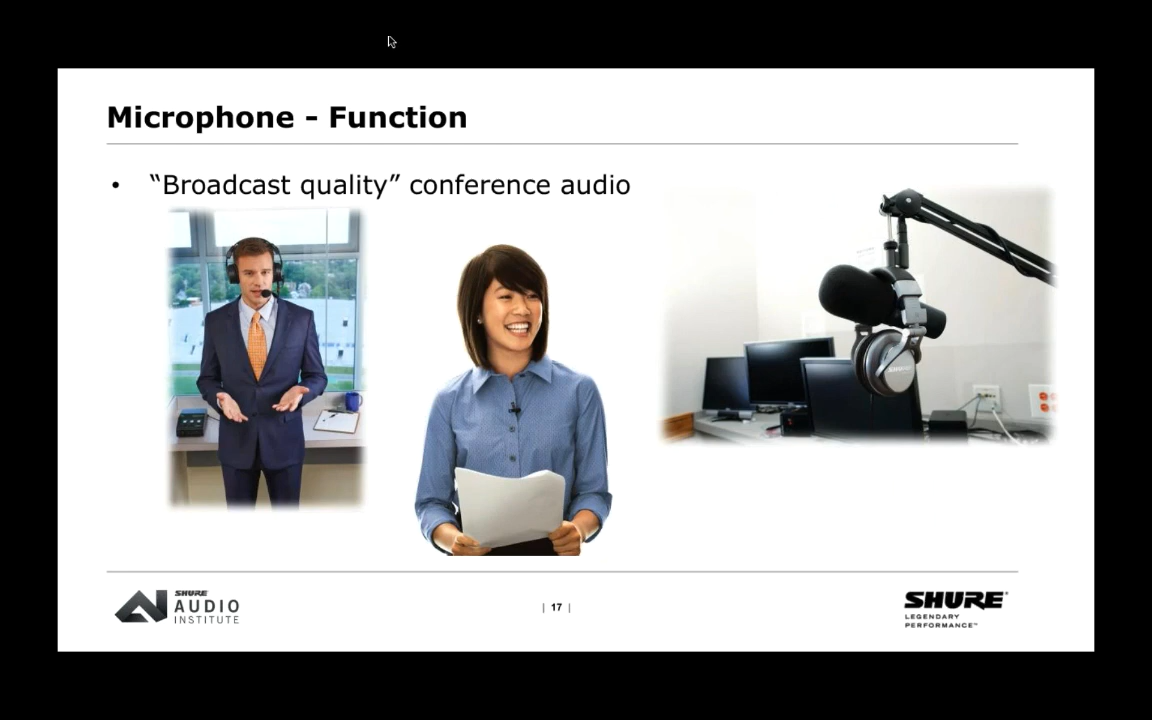 Microphone - Function
• “Broadcast quality” conference audio
SHURE
AUDIO
INSTITUTE
| 17 |
SHURE®
LEGENDARY
PERFORMANCE™